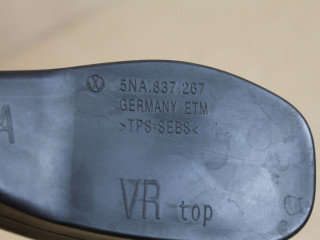 5NA.837.267
GERMANY ETM
>TPS-SEBS<
A
VR top